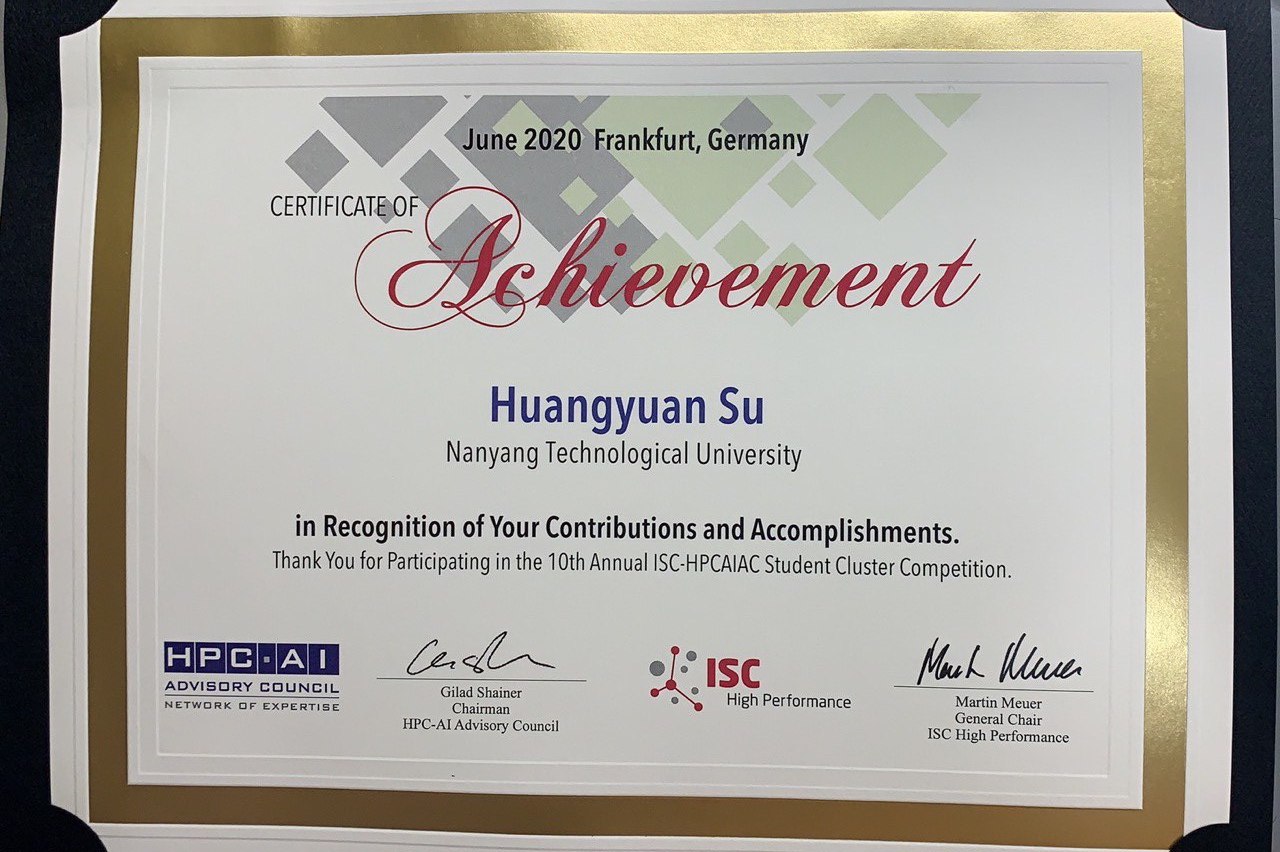 June 2020 Frankfurt, Germany
CERTIFICATE OF
Achievement
Huangyuan Su
Nanyang Technological University
in Recognition of Your Contributions and Accomplishments.
Thank You for Participating in the 10th Annual ISC-HPCAIAC Student Cluster Competition.
HPC·AI
ADVISORY COUNCIL
NETWORK OF EXPERTISE
Gilad Shainer
Chairman
HPC-AI Advisory Council
ISC
High Performance
Martin Meuer
General Chair
ISC High Performance